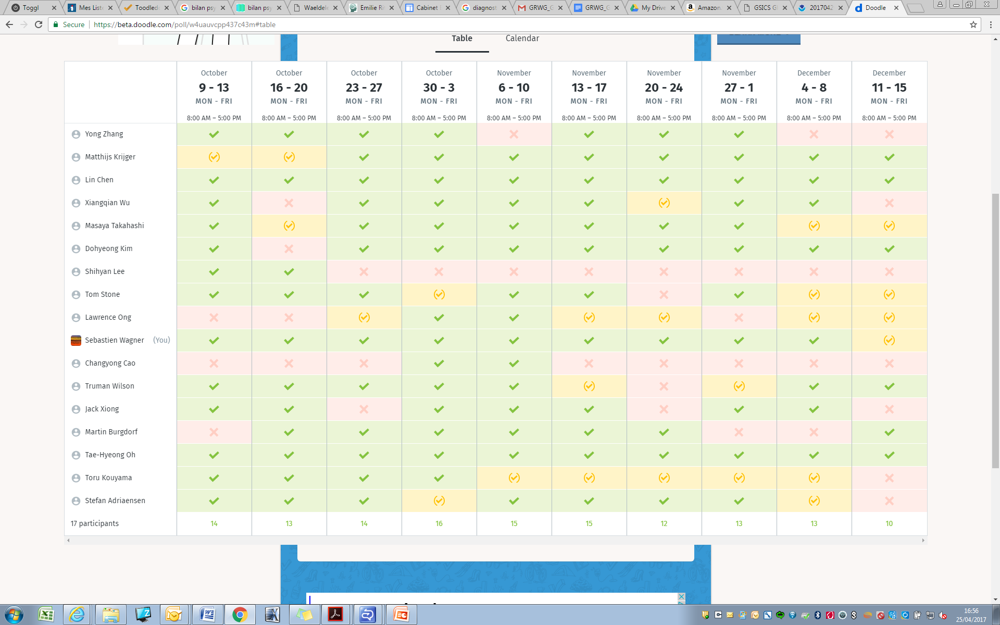 Toggl
Mes Liste
Toodled
bilan psy
bilan psy
Waeldele
Emilie Ri
Cabinet
diagnost
GRWG_G
GRWG_G
My Drive
Amazon.
GSICS G
2017042
Doodle
Secure
https://beta.doodle.com/poll/w4uauvcpp437c43m#table
Table Calendar
October October October October November November November November December December
9 - 13 16 - 20 23 - 27 30 - 3 6 - 10 13 - 17 20 - 24 27 - 1 4 - 8 11 - 15
MON - FRI MON - FRI MON - FRI MON - FRI MON - FRI MON - FRI MON - FRI MON - FRI MON - FRI MON - FRI
8:00 AM – 5:00 PM 8:00 AM – 5:00 PM 8:00 AM – 5:00 PM 8:00 AM – 5:00 PM 8:00 AM – 5:00 PM 8:00 AM – 5:00 PM 8:00 AM – 5:00 PM 8:00 AM – 5:00 PM 8:00 AM – 5:00 PM 8:00 AM – 5:00 PM
Yong Zhang
Matthijs Krijger
Lin Chen
Xiangqian Wu
Masaya Takahashi
Dohyeong Kim
Shihyan Lee
Tom Stone
Lawrence Ong
Sebastien Wagner (You)
Changyong Cao
Truman Wilson
Jack Xiong
Martin Burgdorf
Tae-Hyeong Oh
Toru Kouyama
Stefan Adriaensen
17 participants 14 13 14 16 15 15 12 13 13 10
16:56
25/04/2017